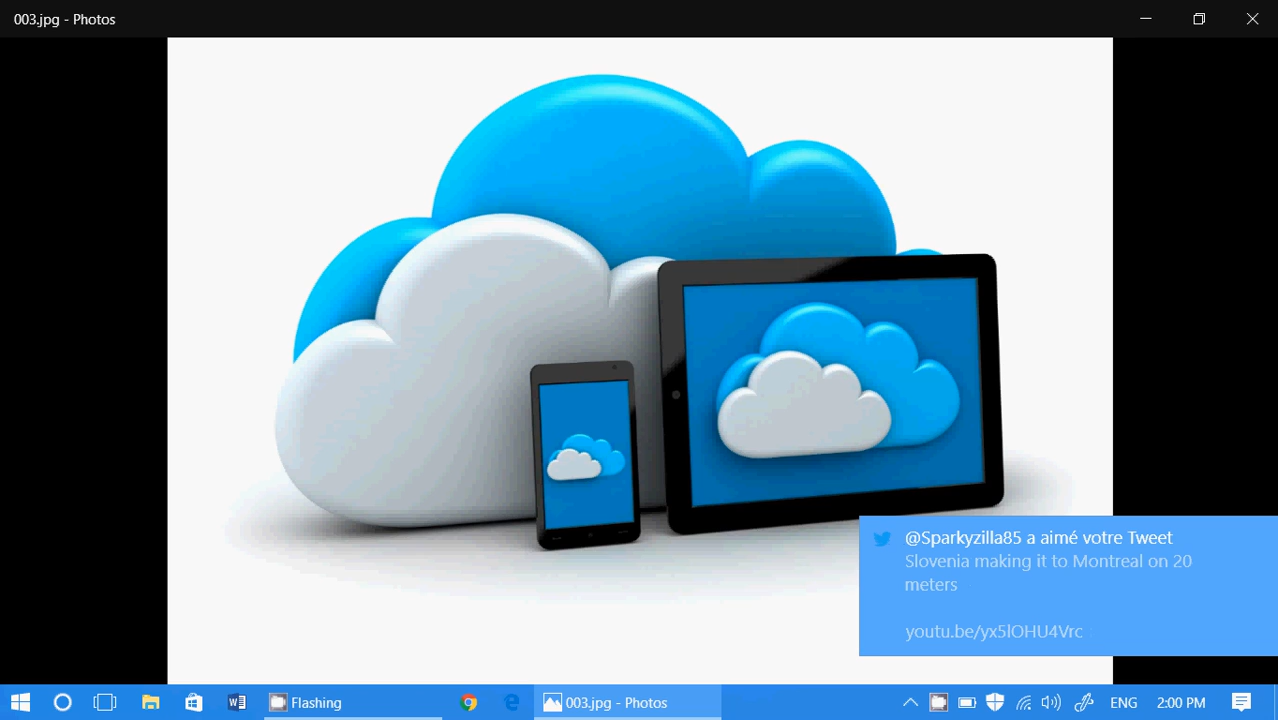 003.jpg - Photos
@Sparkyzilla85 a aimé votre Tweet
Slovenia making it to Montreal on 20
meters
youtu.be/yx5lOHU4Vrc
Flashing
003.jpg - Photos
ENG
2:00 PM